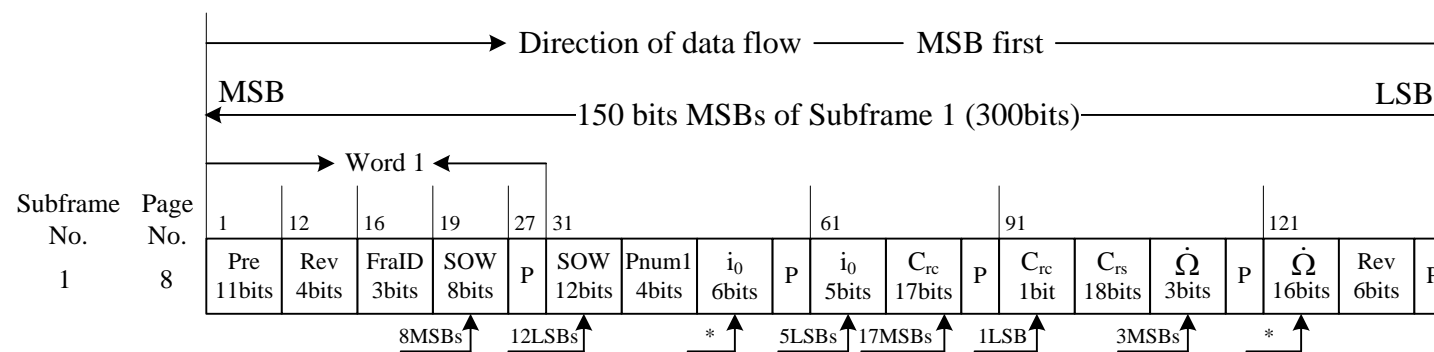 Direction of data flow MSB first
MSB LSB
150 bits MSBs of Subframe 1 (300bits)
Word 1
Subframe No. Page No. 1 12 16 19 27 31 61 91 121
1 8 Pre 11bits Rev 4bits FraID 3bits SOW 8bits P SOW 12bits Pnum1 4bits i0 6bits P i0 5bits Crc 17bits P Crc 1bit Crs 18bits Ω̇ 3bits P Ω̇ 16bits Rev 6bits P
8MSBs 12LSBs * 5LSBs 17MSBs 1LSB 3MSBs *